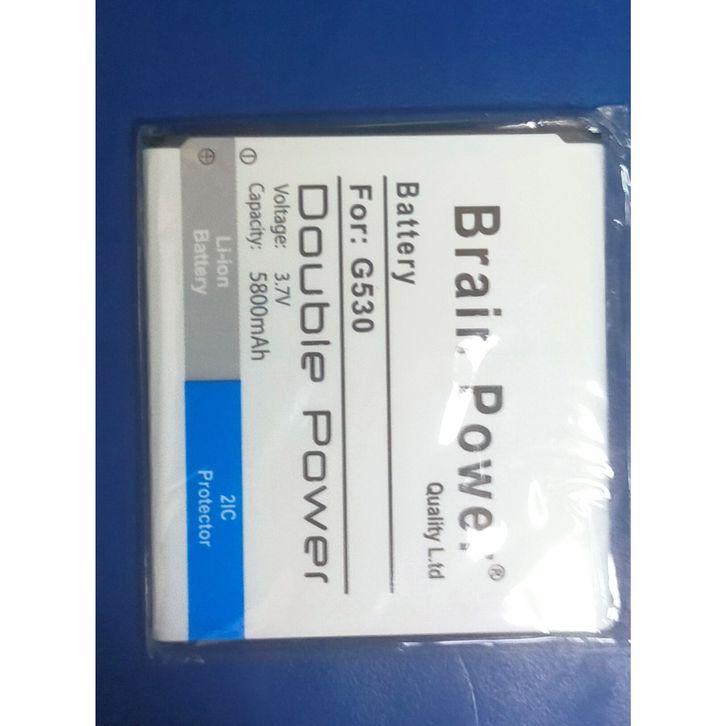 Brain Power®
Quality L.td
Battery
For: G530
Double Power
Voltage: 3.7V
Capacity: 5800mAh
⊖
⊕
Li-ion
Battery
2IC
Protector